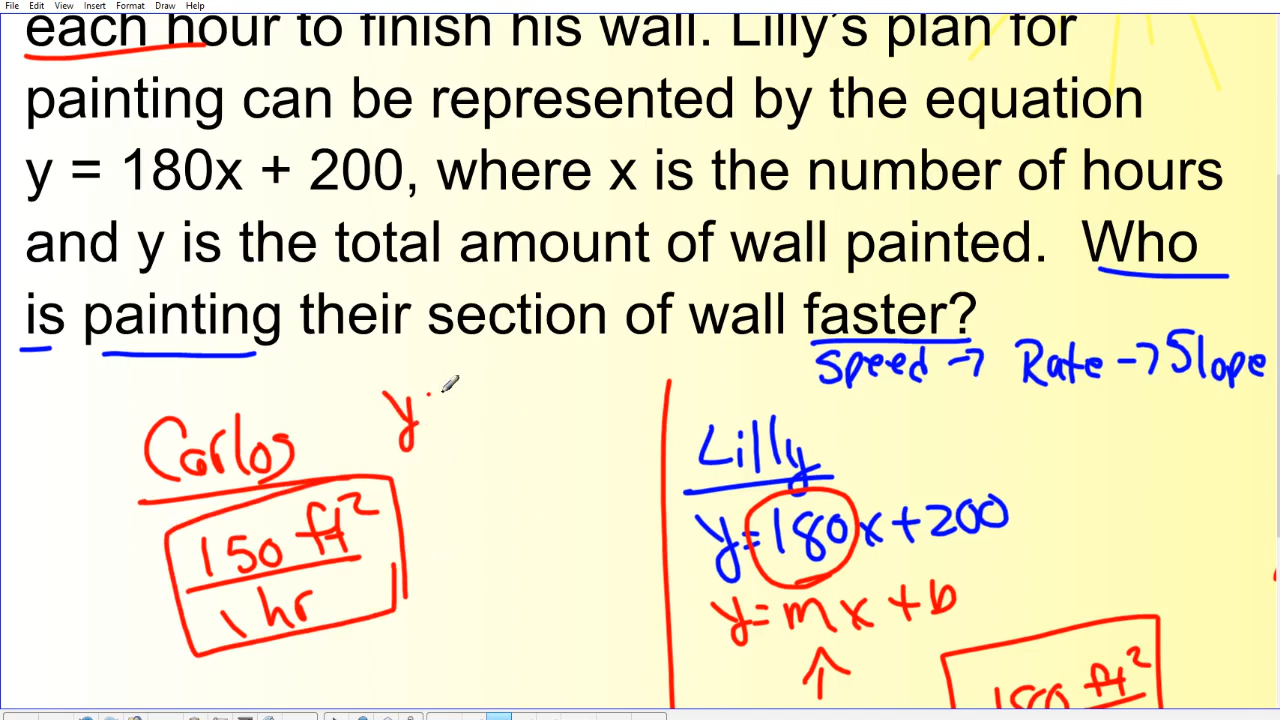 File Edit View Insert Format Draw Help
each hour to finish his wall. Lilly's plan for
painting can be represented by the equation
y = 180x + 200, where x is the number of hours
and y is the total amount of wall painted. Who
is painting their section of wall faster?
Speed → Rate → Slope
Carlos
y
150 ft²
1 hr
Lilly
y=180x+200
y=mx+b
180 ft²